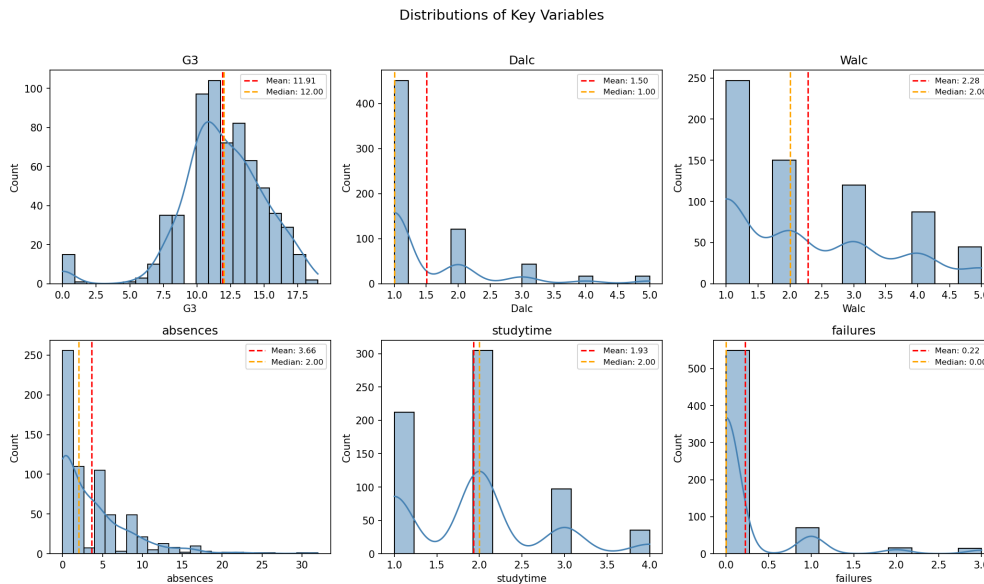 Distributions of Key Variables
G3
Mean: 11.91
Median: 12.00
Count
100
80
60
40
20
0
0.0 2.5 5.0 7.5 10.0 12.5 15.0 17.5
G3
Dalc
Mean: 1.50
Median: 1.00
Count
400
300
200
100
0
1.0 1.5 2.0 2.5 3.0 3.5 4.0 4.5 5.0
Dalc
Walc
Mean: 2.28
Median: 2.00
Count
250
200
150
100
50
0
1.0 1.5 2.0 2.5 3.0 3.5 4.0 4.5 5.0
Walc
absences
Mean: 3.66
Median: 2.00
Count
250
200
150
100
50
0
0 5 10 15 20 25 30
absences
studytime
Mean: 1.93
Median: 2.00
Count
300
250
200
150
100
50
0
1.0 1.5 2.0 2.5 3.0 3.5 4.0
studytime
failures
Mean: 0.22
Median: 0.00
Count
500
400
300
200
100
0
0.0 0.5 1.0 1.5 2.0 2.5 3.0
failures